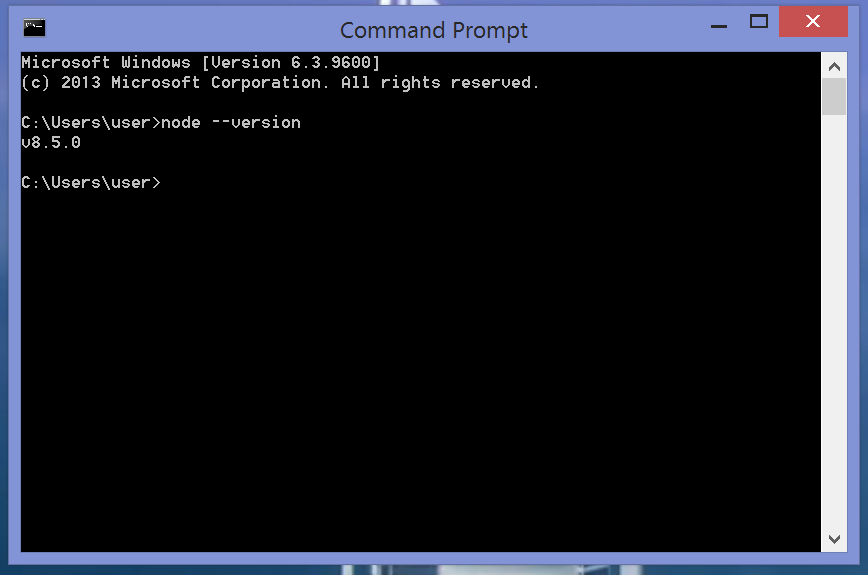 Command Prompt
Microsoft Windows [Version 6.3.9600]
(c) 2013 Microsoft Corporation. All rights reserved.
C:\Users\user>node --version
v8.5.0
C:\Users\user>